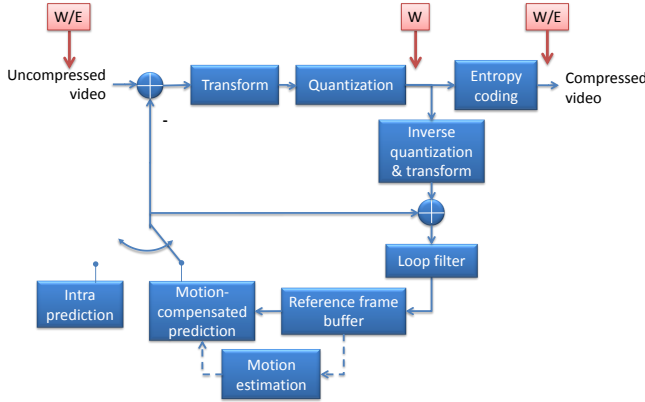 W/E
W
W/E
Uncompressed
video
Transform
Quantization
Entropy
coding
Compressed
video
-
Inverse
quantization
& transform
Loop filter
Intra
prediction
Motion-
compensated
prediction
Reference frame
buffer
Motion
estimation